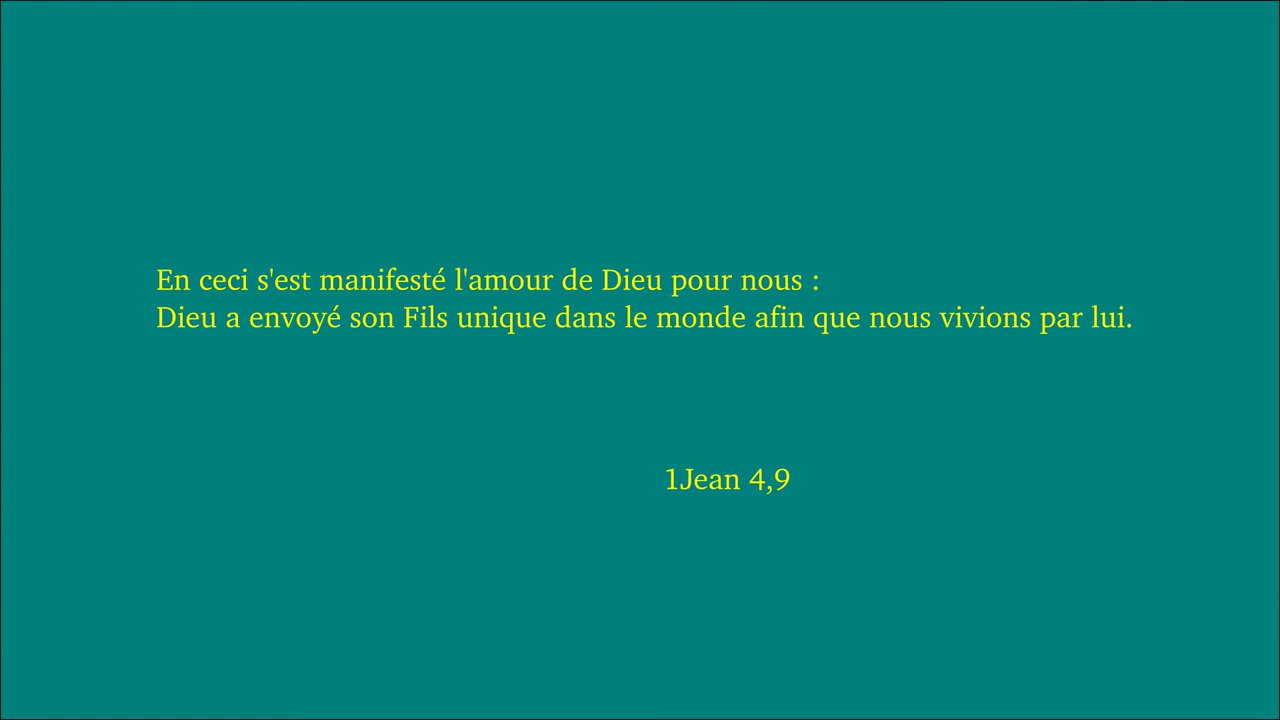 En ceci s'est manifesté l'amour de Dieu pour nous :
Dieu a envoyé son Fils unique dans le monde afin que nous vivions par lui.
1Jean 4,9